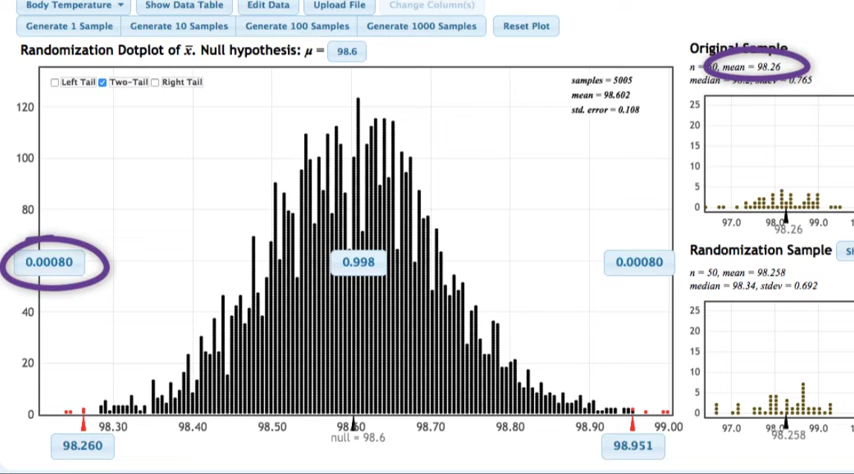 Body Temperature Show Data Table Edit Data Upload File Change Column(s)
Generate 1 Sample Generate 10 Samples Generate 100 Samples Generate 1000 Samples Reset Plot
Randomization Dotplot of x̄. Null hypothesis: μ = 98.6
Left Tail Two-Tail Right Tail
samples = 5005
mean = 98.602
std. error = 0.108
120
100
80
40
20
0
0.00080 0.998 0.00080
98.30 98.40 98.50 98.60 98.70 98.80 98.90 99.00
null = 98.6
98.260 98.951
Original Sample
mean = 98.26
median = 98.2, stdev = 0.765
25
20
15
10
5
0
97.0 98.0 99.0
98.26
Randomization Sample
n = 50, mean = 98.258
median = 98.34, stdev = 0.692
25
20
15
10
5
0
97.0 98.0 99.0
98.258